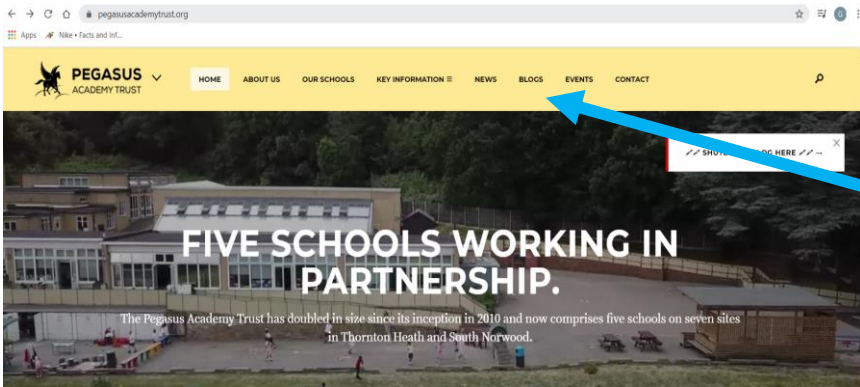 pegasusacademytrust.org
G
Apps Nike • Facts and Inf...
PEGASUS
ACADEMY TRUST
HOME ABOUT US OUR SCHOOLS KEY INFORMATION ≡ NEWS BLOGS EVENTS CONTACT
HERE
FIVE SCHOOLS WORKING IN
PARTNERSHIP.
The Pegasus Academy Trust has doubled in size since its inception in 2010 and now comprises five schools on seven sites
in Thornton Heath and South Norwood.